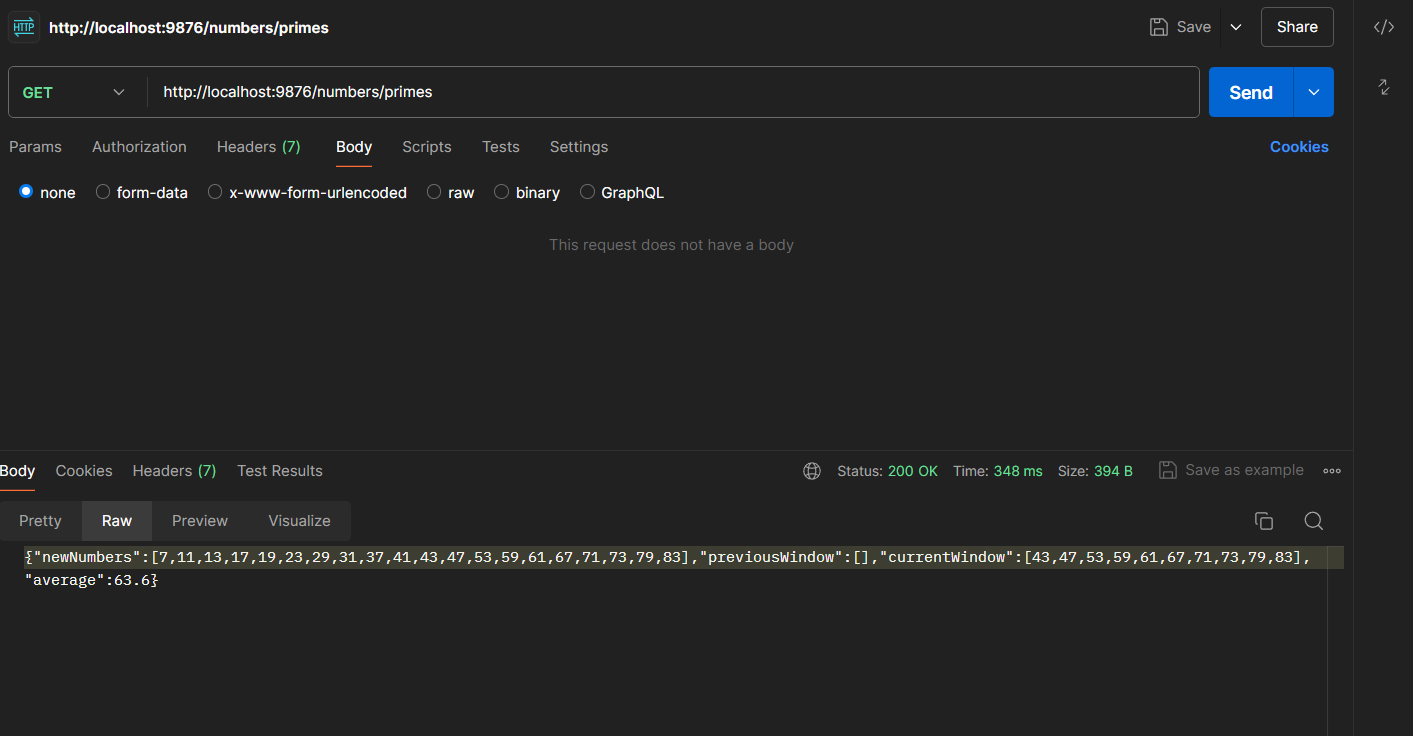 HTTP http://localhost:9876/numbers/primes Save Share
GET http://localhost:9876/numbers/primes Send
Params Authorization Headers (7) Body Scripts Tests Settings Cookies
none form-data x-www-form-urlencoded raw binary GraphQL
This request does not have a body
Body Cookies Headers (7) Test Results Status: 200 OK Time: 348 ms Size: 394 B Save as example
Pretty Raw Preview Visualize
{"newNumbers":[7,11,13,17,19,23,29,31,37,41,43,47,53,59,61,67,71,73,79,83],"previousWindow":[],"currentWindow":[43,47,53,59,61,67,71,73,79,83],
"average":63.6}